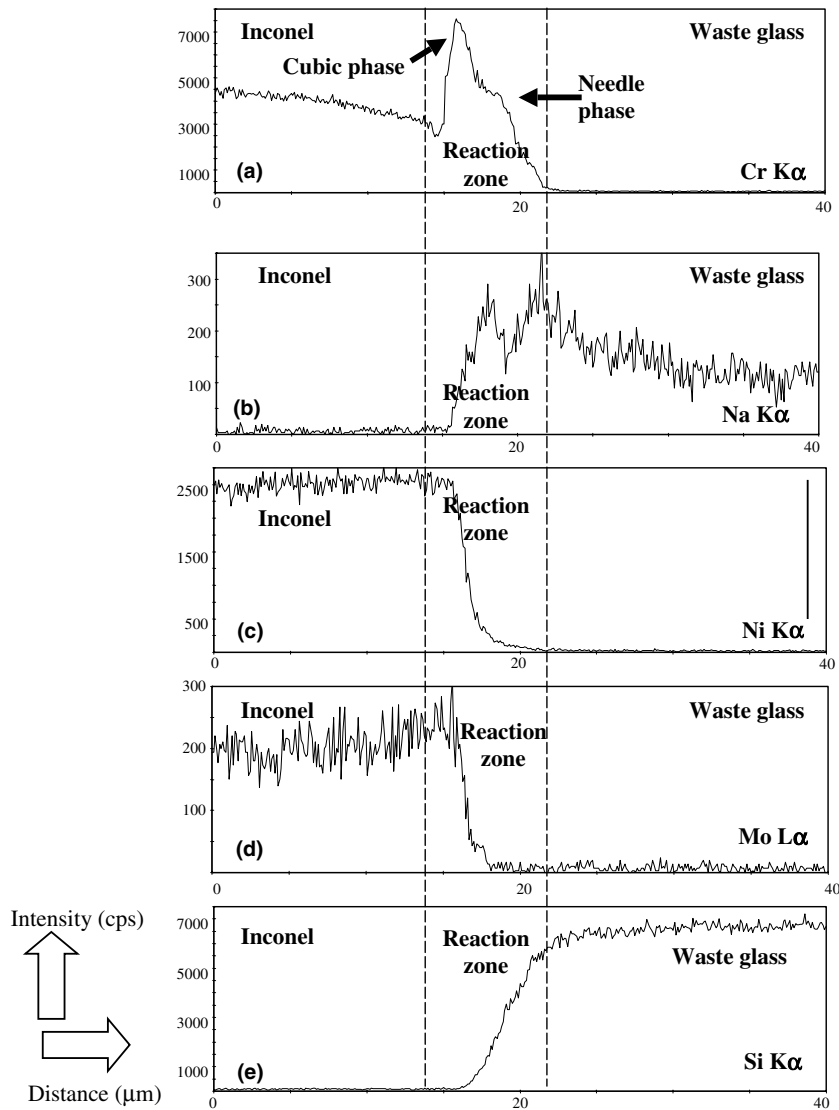 Inconel
Waste glass
7000
Cubic phase
5000
Needle
phase
3000
Reaction
zone
1000
(a)
Cr Kα
0
20
40
Inconel
Waste glass
300
200
100
Reaction
zone
(b)
Na Kα
0
20
40
2500
Inconel
Reaction
zone
1500
500
(c)
Ni Kα
0
20
40
300
Inconel
Waste glass
Reaction
zone
200
100
(d)
Mo Lα
0
20
40
Intensity (cps)
7000
Inconel
Reaction
zone
Waste glass
5000
3000
1000
(e)
Si Kα
0
20
40
Distance (μm)